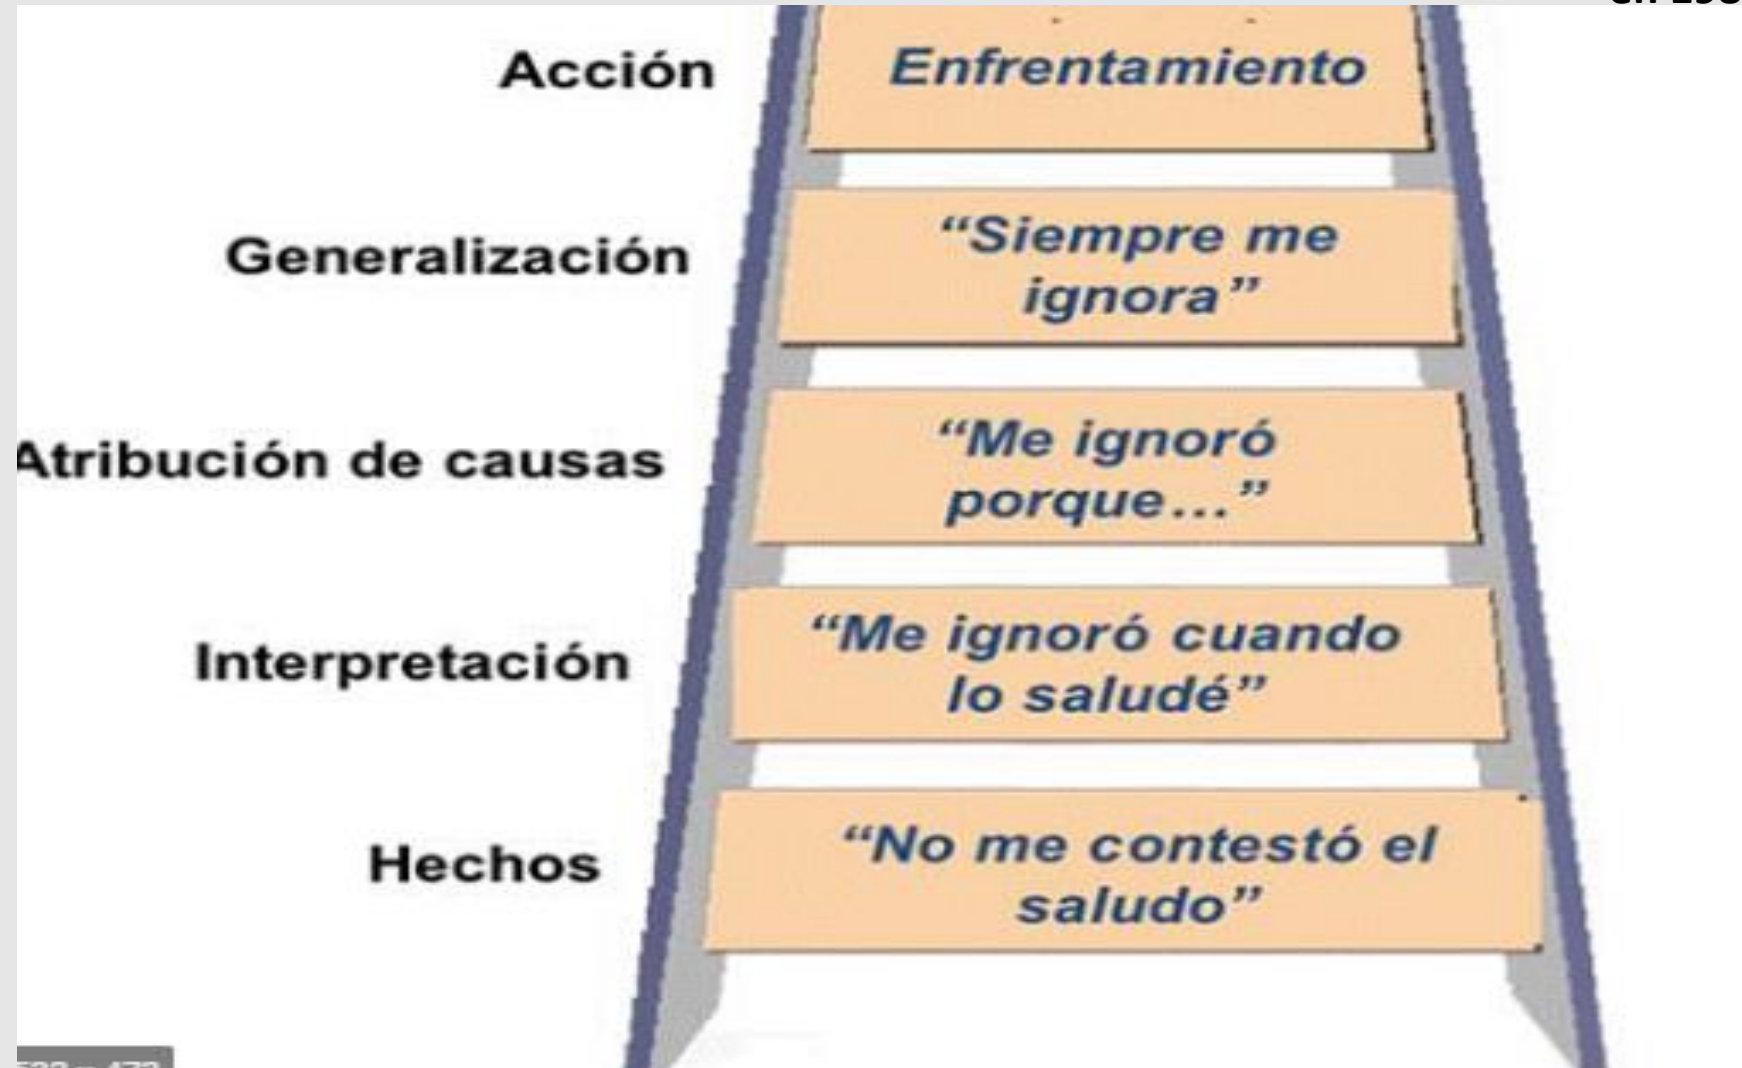 Acción
Enfrentamiento
Generalización
“Siempre me
ignora”
Atribución de causas
“Me ignoró
porque...”
Interpretación
“Me ignoró cuando
lo saludé”
Hechos
“No me contestó el
saludo”